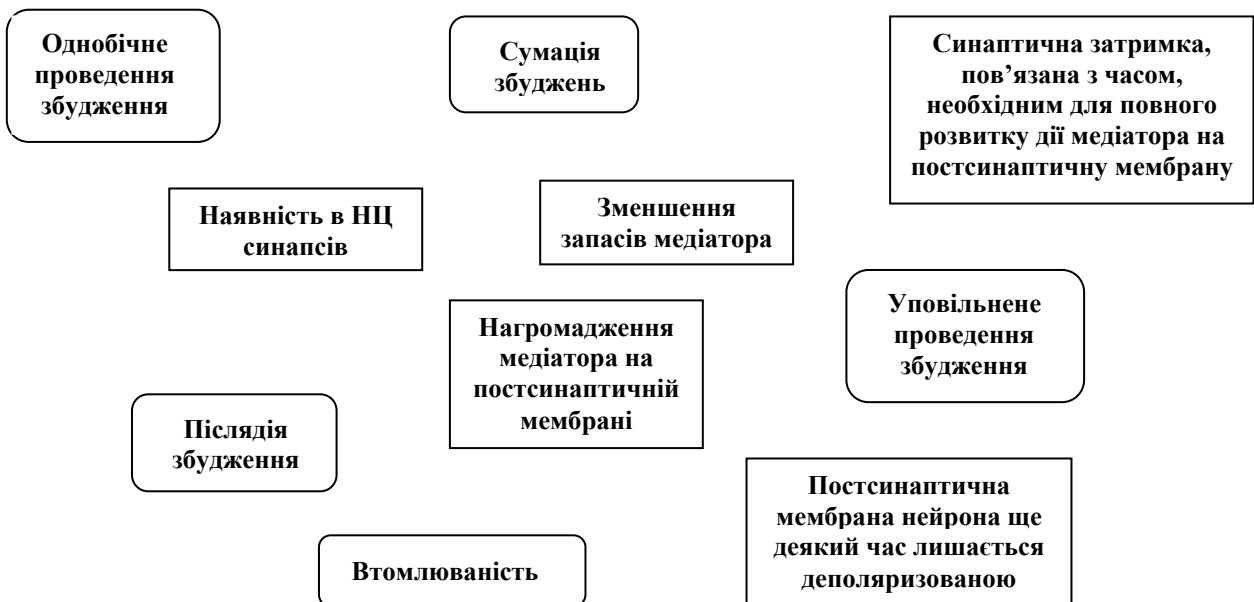 Однобічне
проведення
збудження
Сумація
збуджень
Синаптична затримка,
пов’язана з часом,
необхідним для повного
розвитку дії медіатора на
постсинаптичну мембрану
Наявність в НЦ
синапсів
Зменшення
запасів медіатора
Уповільнене
проведення
збудження
Нагромадження
медіатора на
постсинаптичній
мембрані
Післядія
збудження
Постсинаптична
мембрана нейрона ще
деякий час лишається
деполяризованою
Втомлюваність